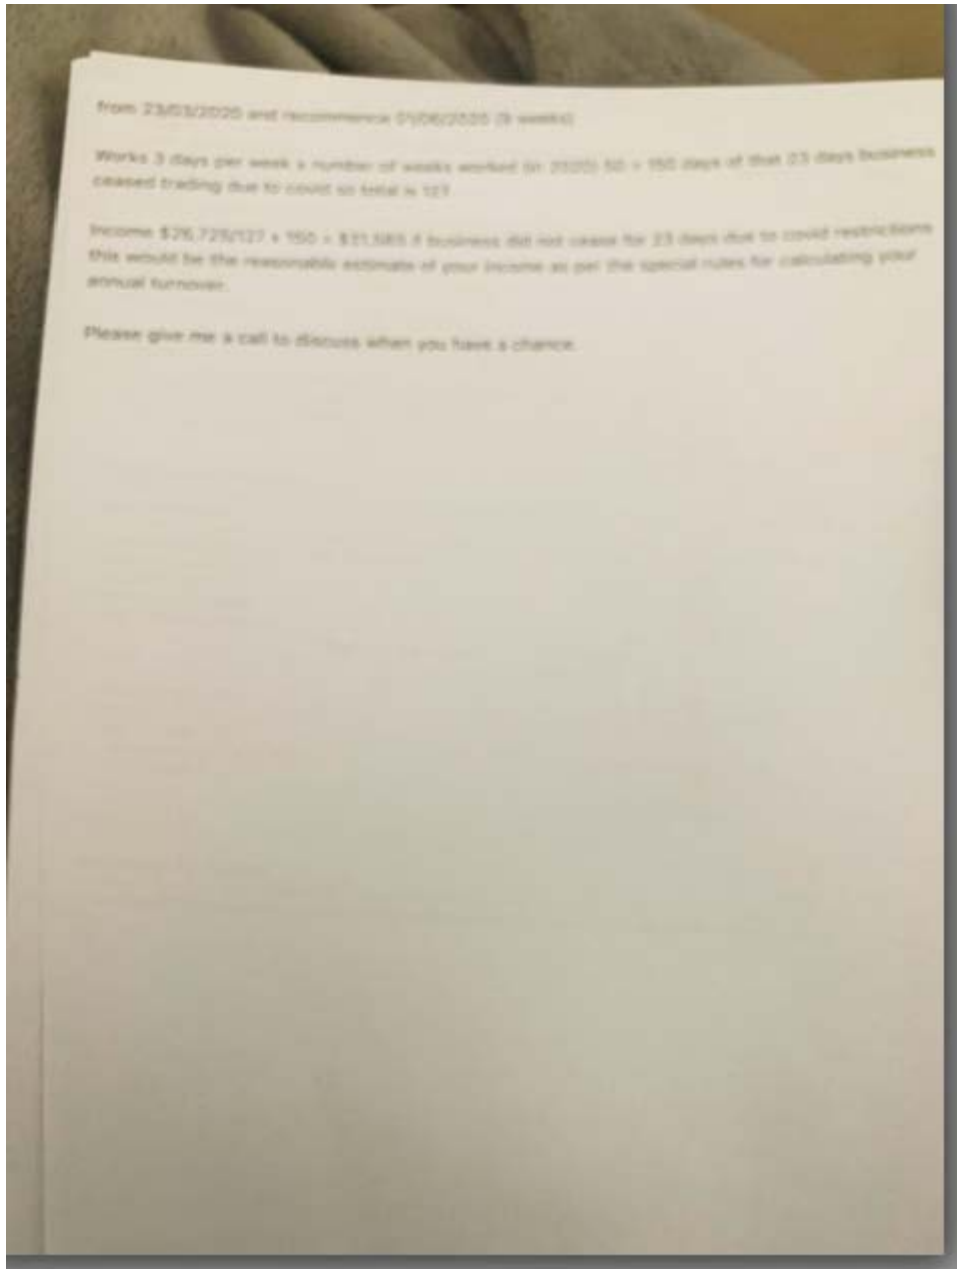 from 23/03/2020 and recommence 01/06/2020 (9 weeks)
Works 3 days per week x number of weeks worked (in 2020) 50 = 150 days of that 23 days business
ceased trading due to covid so total is 127
Income $26,729/127 x 150 = if business did not cease for 23 days due to covid restrictions
this would be the reasonable estimate of your income as per the special rules for calculating your
annual turnover.
Please give me a call to discuss when you have a chance.